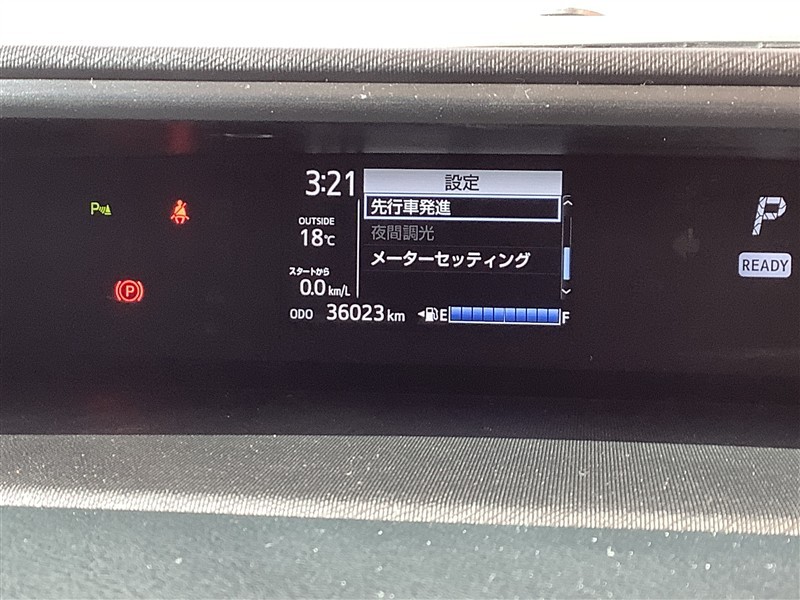 3:21
設定
先行車発進
OUTSIDE
18℃
夜間調光
メーターセッティング
スタートから
0.0 km/L
ODO 36023 km
E
F
P
P
READY
P